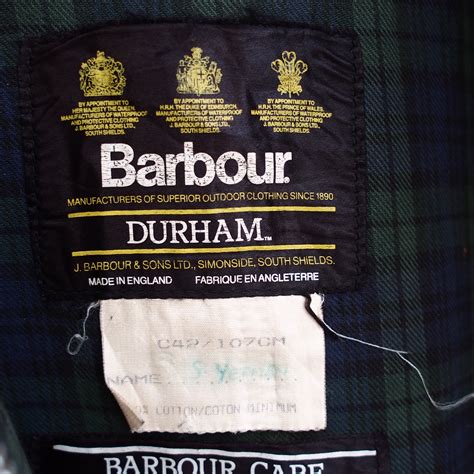 BY APPOINTMENT TO
HER MAJESTY THE QUEEN.
MANUFACTURERS OF WATERPROOF
AND PROTECTIVE CLOTHING
J. BARBOUR & SONS LTD.,
SOUTH SHIELDS.
BY APPOINTMENT TO
H.R.H. THE DUKE OF EDINBURGH.
MANUFACTURERS OF WATERPROOF
AND PROTECTIVE CLOTHING
J. BARBOUR & SONS LTD.,
SOUTH SHIELDS.
BY APPOINTMENT TO
H.R.H. THE PRINCE OF WALES.
MANUFACTURERS OF WATERPROOF
AND PROTECTIVE CLOTHING
J. BARBOUR & SONS LTD.,
SOUTH SHIELDS.
Barbour.
MANUFACTURERS OF SUPERIOR OUTDOOR CLOTHING SINCE 1890
DURHAM™
J. BARBOUR & SONS LTD., SIMONSIDE, SOUTH SHIELDS.
MADE IN ENGLAND FABRIQUE EN ANGLETERRE
C42/107CM
NAME
COTTON/COTON MINIMUM
BARBOUR CARE